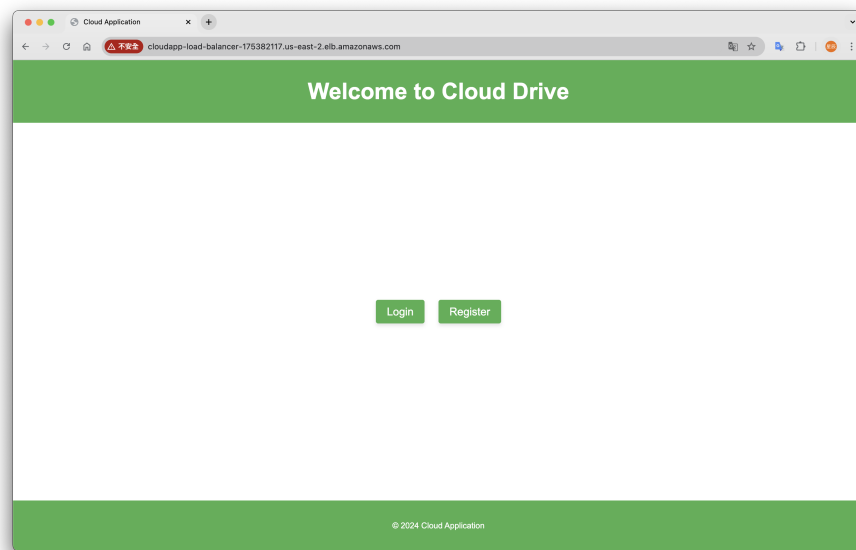 Cloud Application
不安全 cloudapp-load-balancer-175382117.us-east-2.elb.amazonaws.com
Welcome to Cloud Drive
Login Register
© 2024 Cloud Application